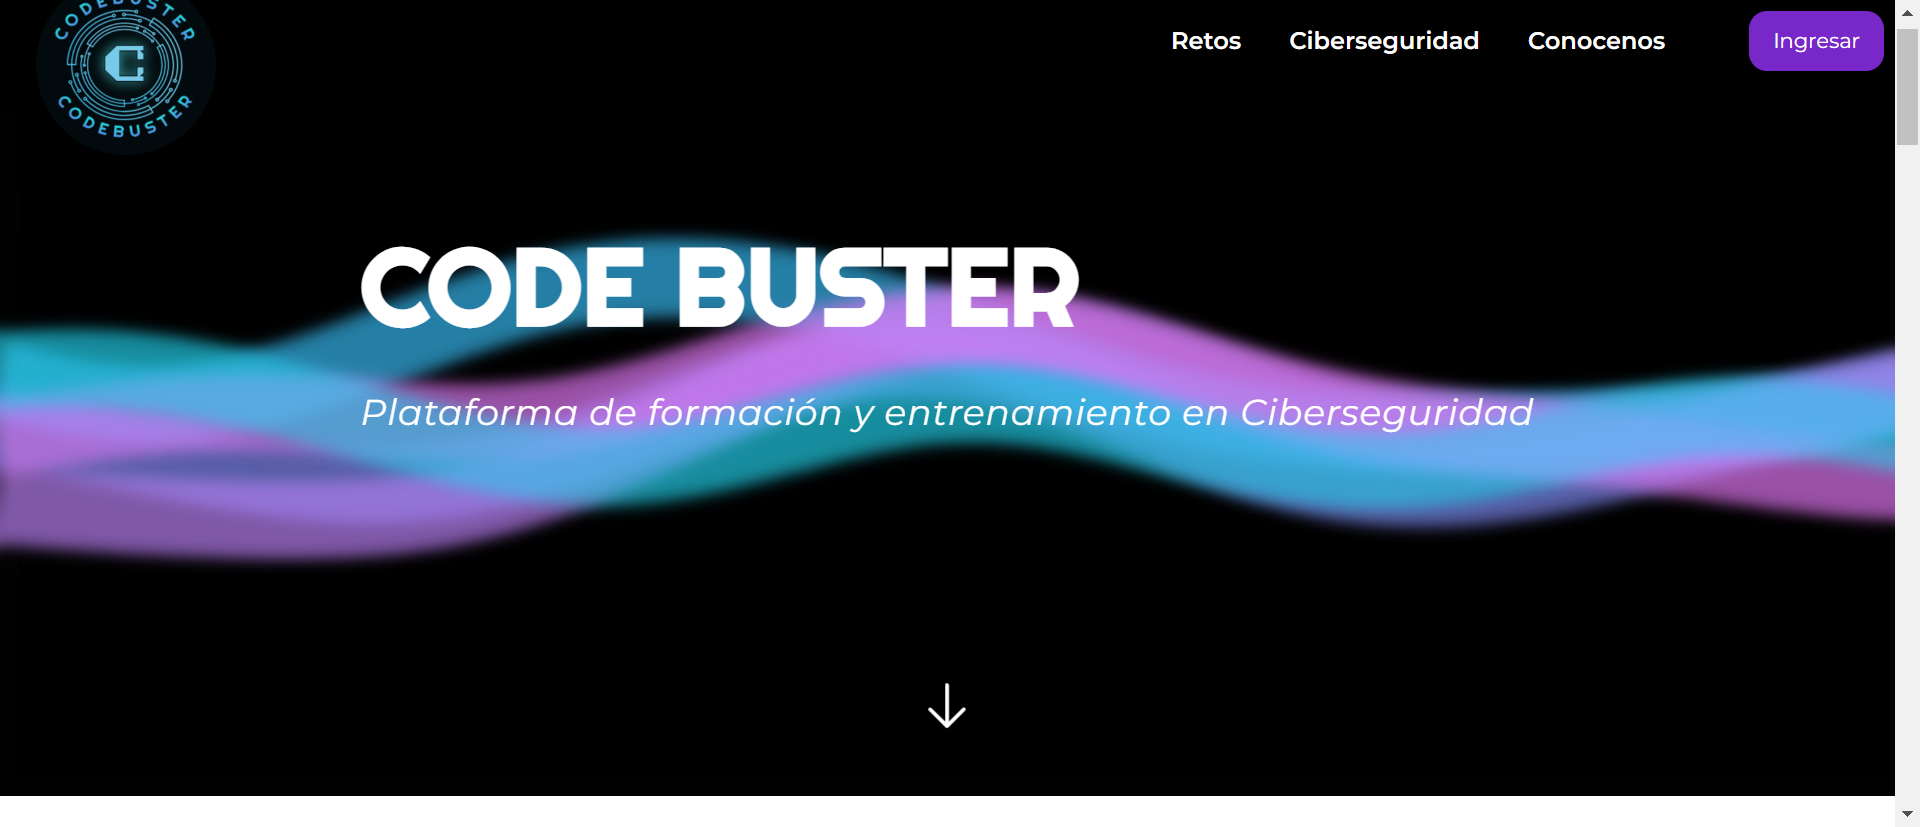 CODEBUSTER
C
CODEBUSTER
Retos Ciberseguridad Conocenos Ingresar
CODE BUSTER
Plataforma de formación y entrenamiento en Ciberseguridad